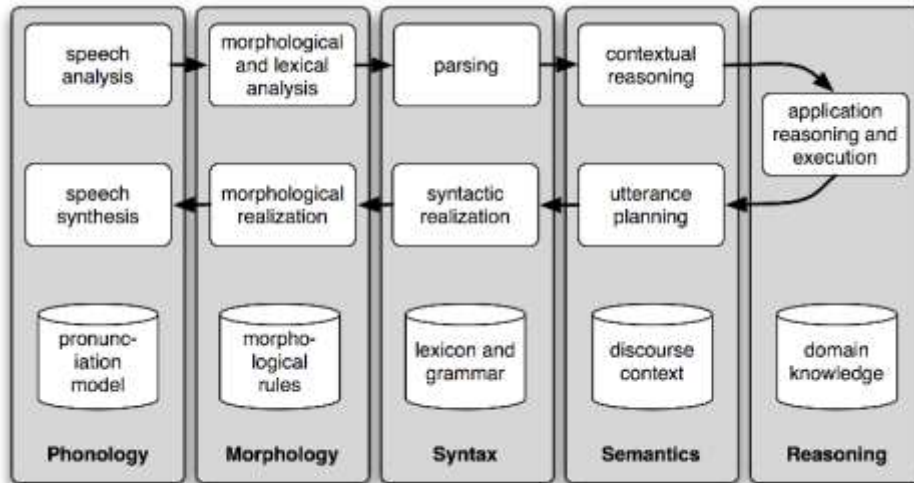 speech
analysis
morphological
and lexical
analysis
parsing
contextual
reasoning
application
reasoning and
execution
speech
synthesis
morphological
realization
syntactic
realization
utterance
planning
pronunc-
iation
model
morpho-
logical
rules
lexicon and
grammar
discourse
context
domain
knowledge
Phonology
Morphology
Syntax
Semantics
Reasoning